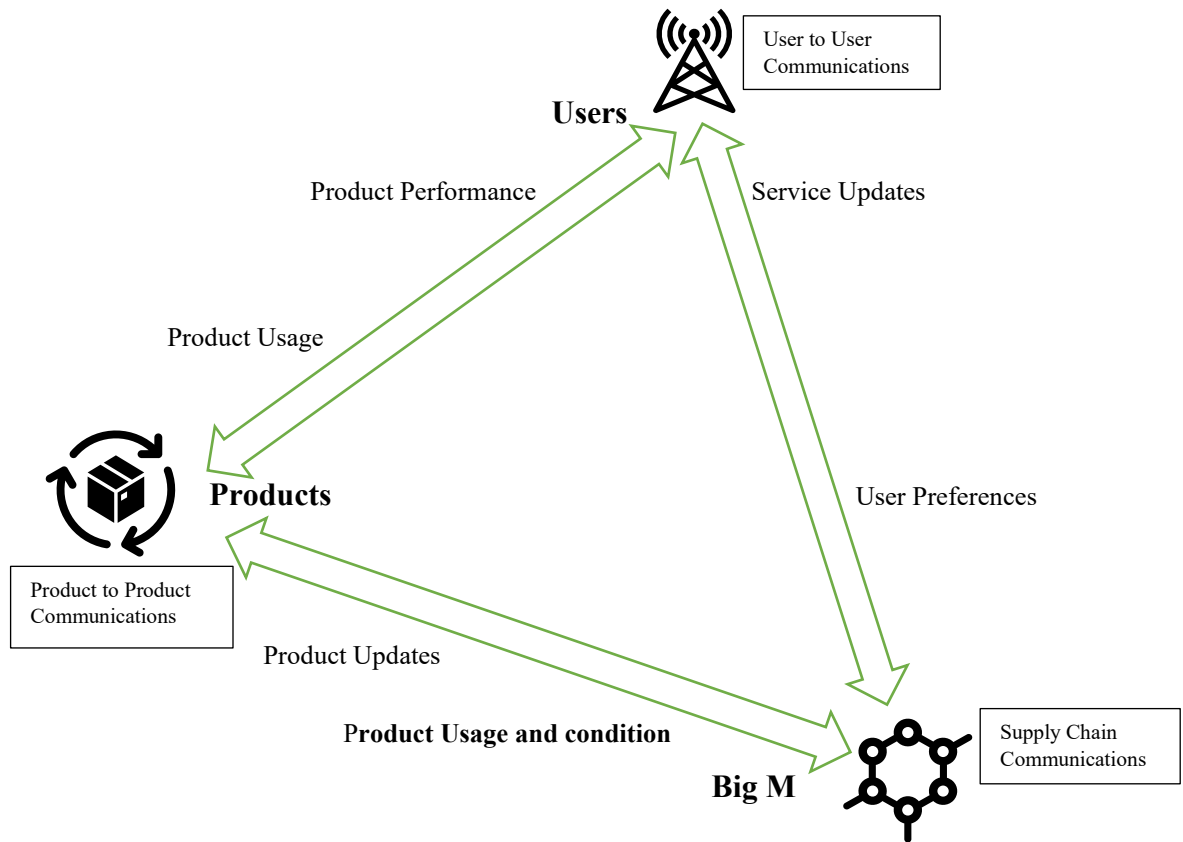 User to User
Communications
Users
Product Performance
Service Updates
Product Usage
Products
User Preferences
Product to Product
Communications
Product Updates
Product Usage and condition
Supply Chain
Communications
Big M